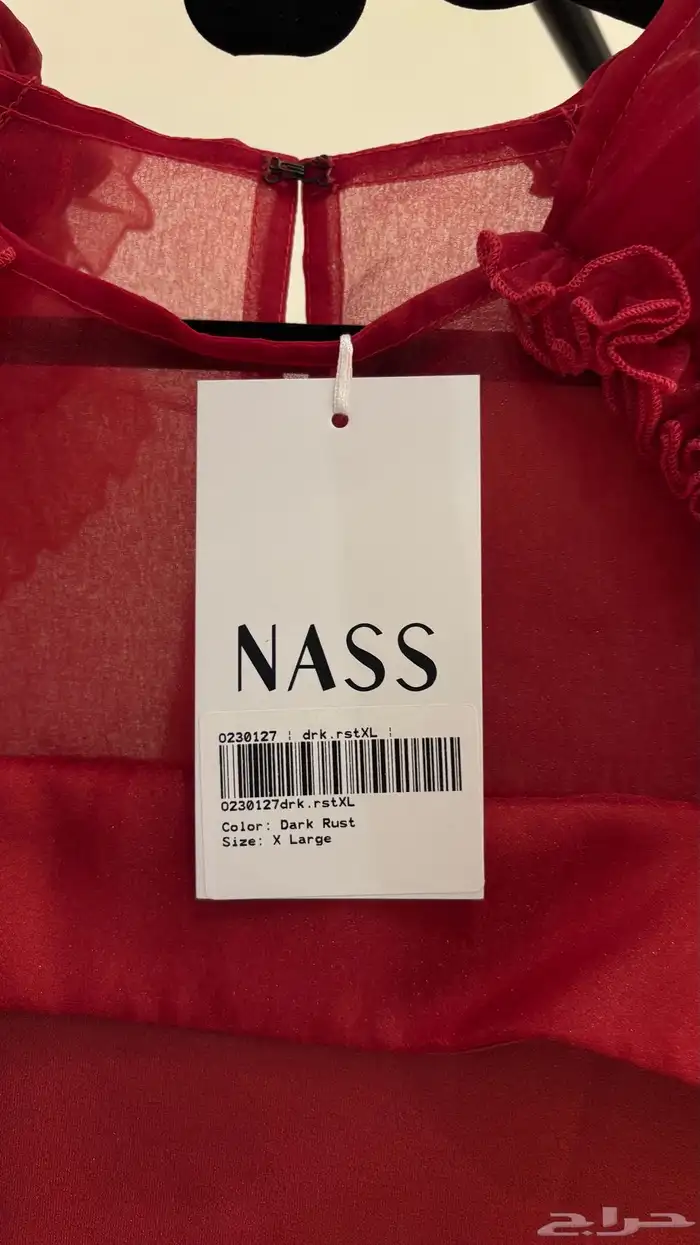 NASS
0230127 ¦ drk.rstXL ¦
0230127drk.rstXL
Color: Dark Rust
Size: X Large
حراج